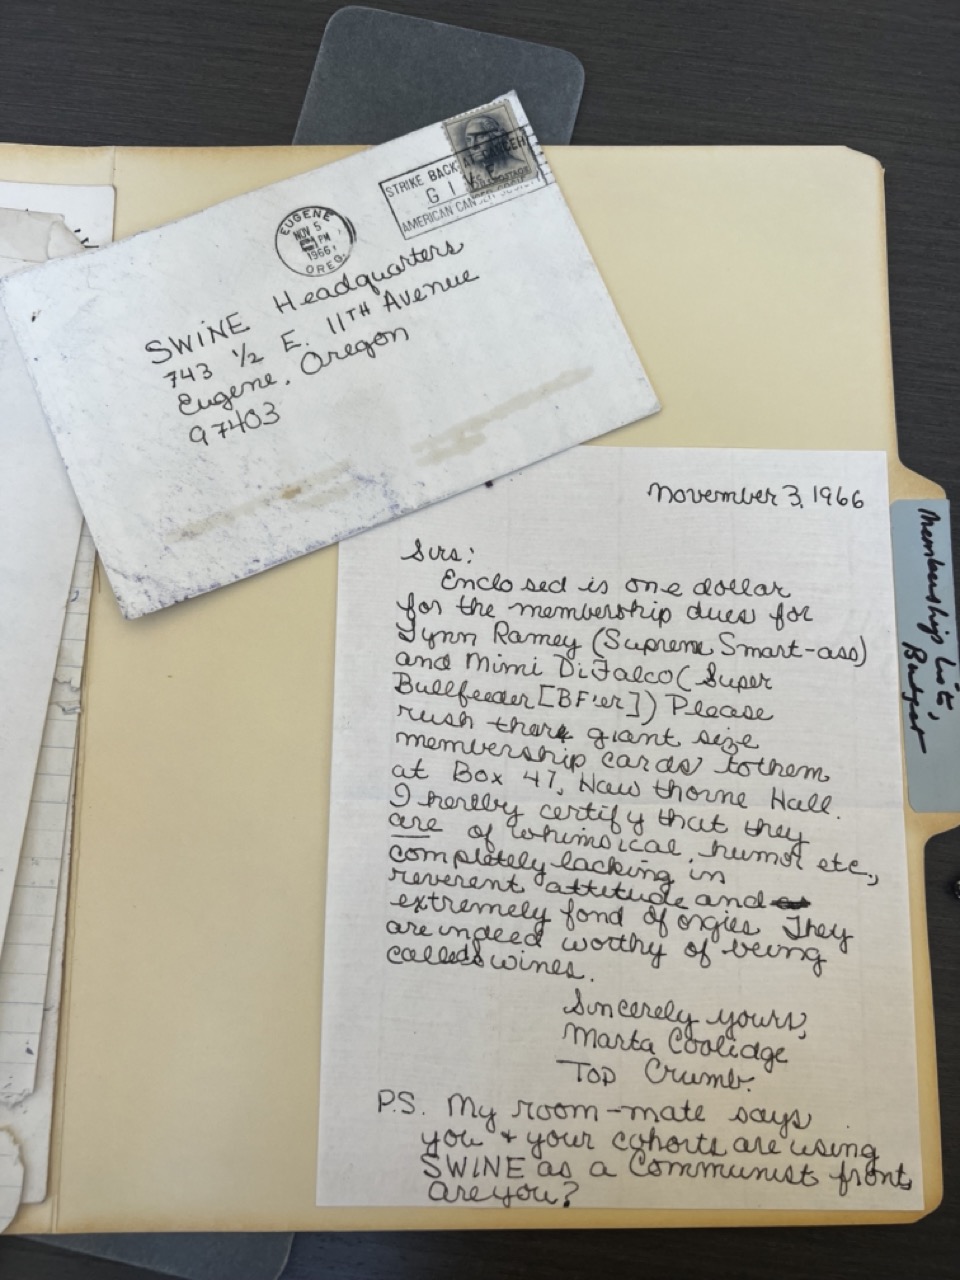 STRIKE BACK AT CANCER
G I V E
AMERICAN CANCER SOCIETY
EUGENE
NOV 5
PM
1966
OREG.
SWINE Headquarters
743 1/2 E. 11TH Avenue
Eugene, Oregon
97403
November 3, 1966
Sirs:
Enclosed is one dollar
for the membership dues for
Lynn Ramey (Supreme Smart-ass)
and Mimi DiFalco (Super
Bullfeeder [BF'er]) Please
rush there giant size
membership cards to them
at Box 47, Hawthorne Hall.
I hereby certify that they
are of whimsical, humor etc.,
completely lacking in
reverent attitude and
extremely fond of orgies They
are indeed worthy of being
called swines.
Sincerely yours,
Marta Coolidge
Top Crumb.
P.S. My room-mate says
you + your cohorts are using
SWINE as a Communist front,
are you?
Membership Lists,
Budget